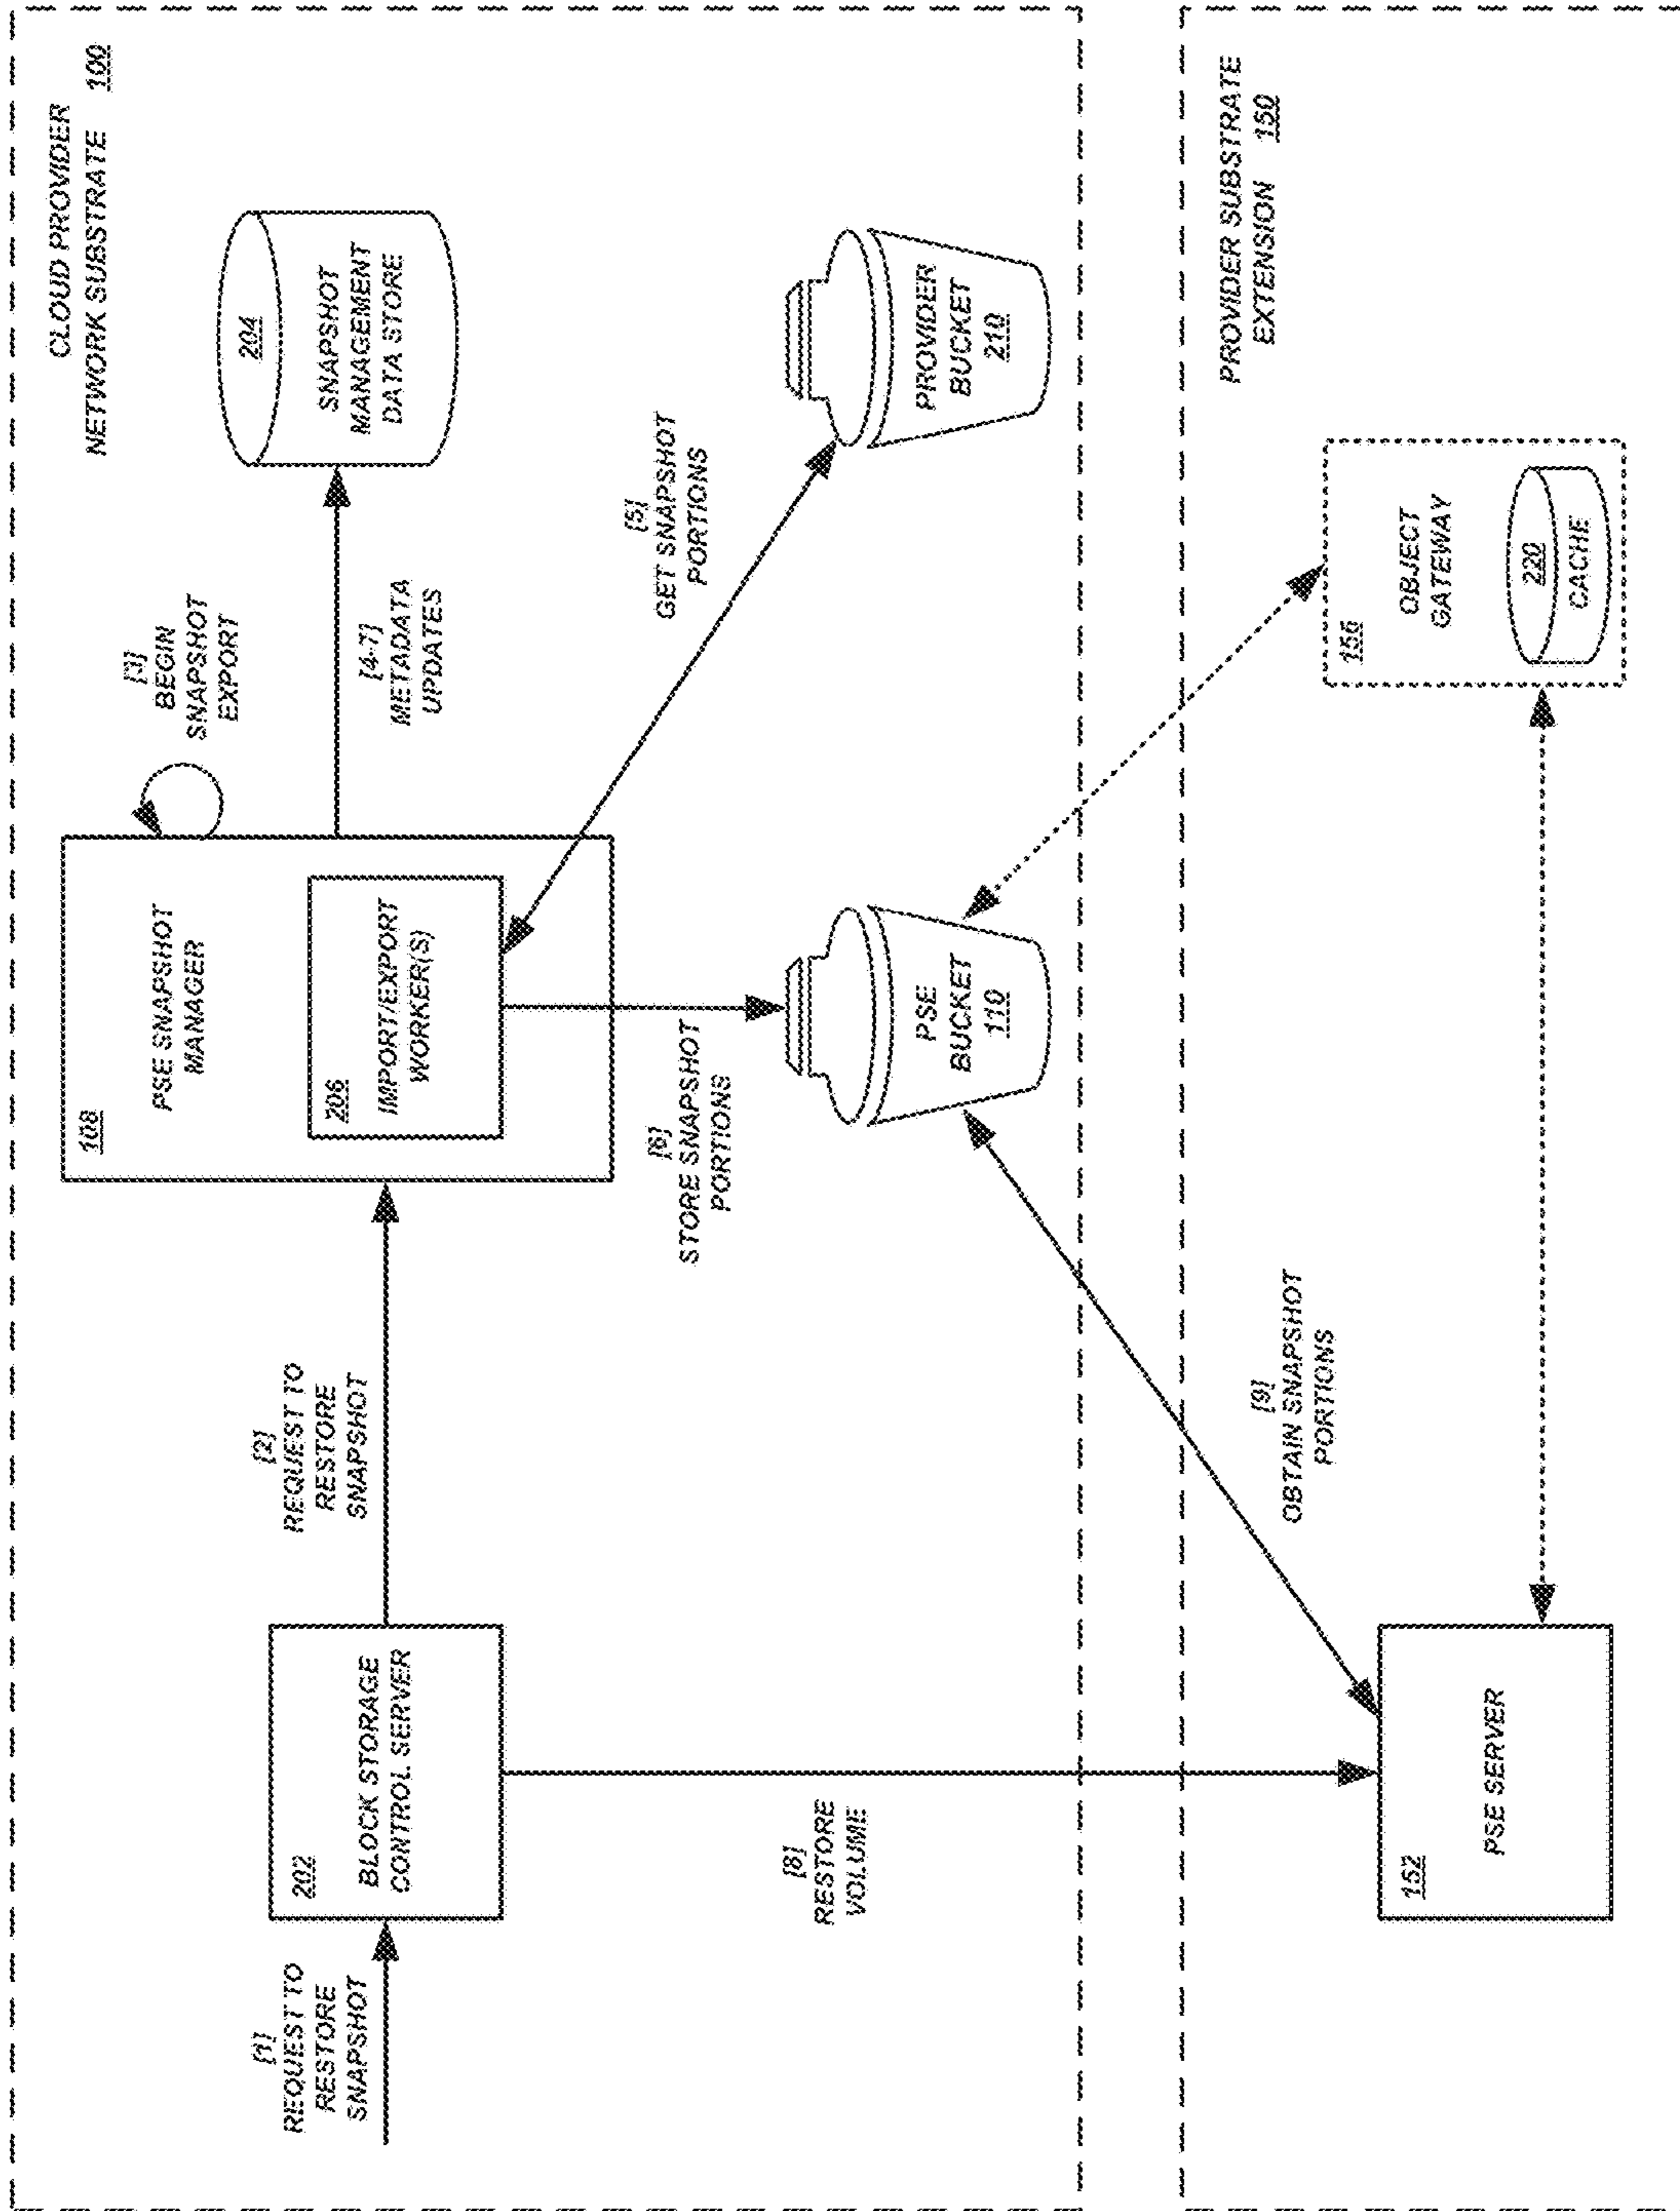 CLOUD PROVIDER
NETWORK SUBSTRATE 100
[1]
REQUEST TO
RESTORE
SNAPSHOT
202
BLOCK STORAGE
CONTROL SERVER
[2]
REQUEST TO
RESTORE
SNAPSHOT
108
PSE SNAPSHOT
MANAGER
206
IMPORT/EXPORT
WORKER(S)
[3]
BEGIN
SNAPSHOT
EXPORT
[4-7]
METADATA
UPDATES
204
SNAPSHOT
MANAGEMENT
DATA STORE
[5]
GET SNAPSHOT
PORTIONS
[6]
STORE SNAPSHOT
PORTIONS
PSE
BUCKET
110
PROVIDER
BUCKET
210
[8]
RESTORE
VOLUME
PROVIDER SUBSTRATE
EXTENSION 150
[9]
OBTAIN SNAPSHOT
PORTIONS
152
PSE SERVER
156
OBJECT
GATEWAY
220
CACHE